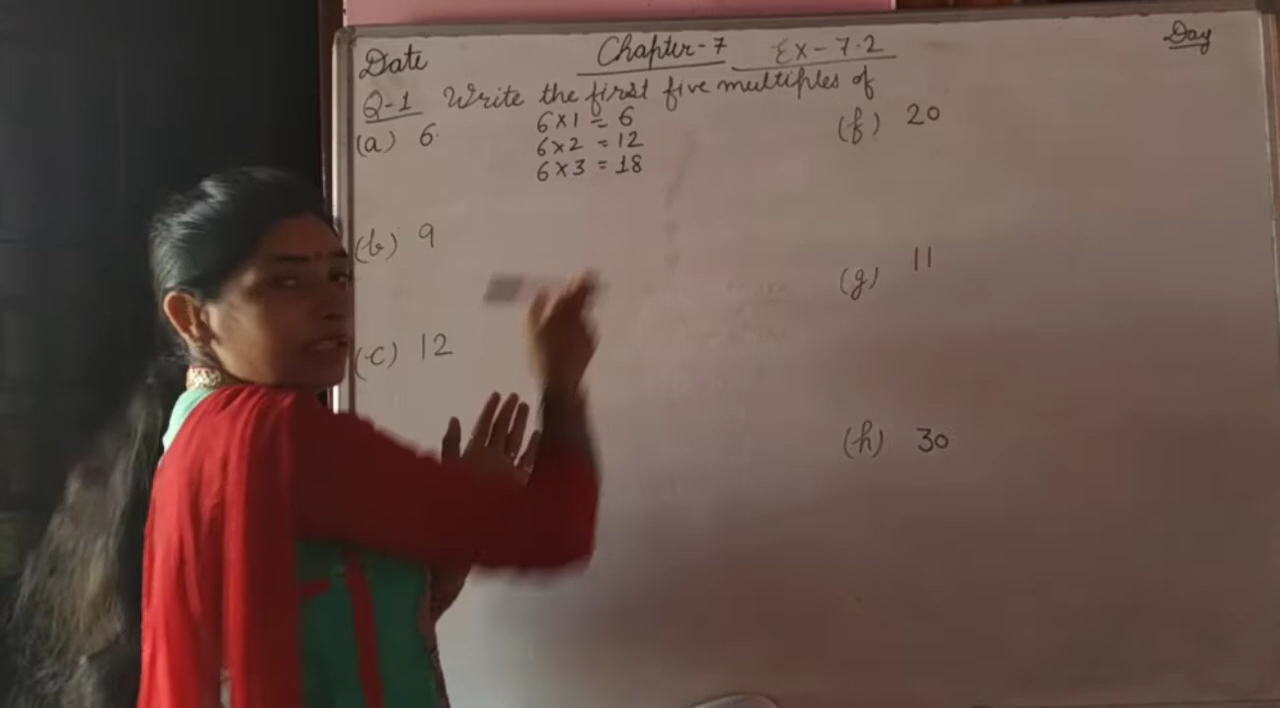 Date Chapter-7 Ex-7.2 Day
Q-1 Write the first five multiples of
(a) 6
6×1 = 6
6×2 = 12
6×3 = 18
(b) 9
(c) 12
(f) 20
(g) 11
(h) 30